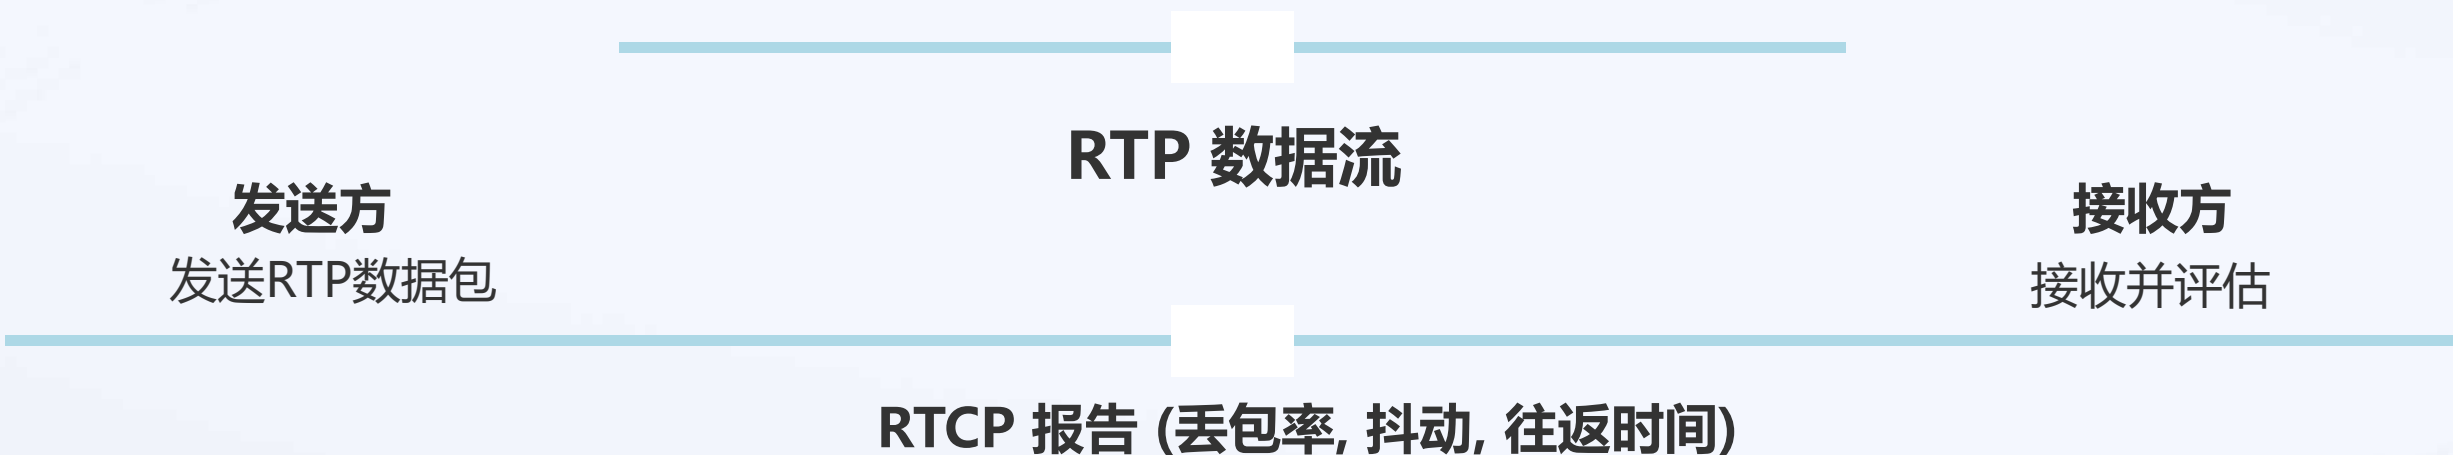 RTP 数据流
发送方
发送RTP数据包
接收方
接收并评估
RTCP 报告 (丢包率, 抖动, 往返时间)